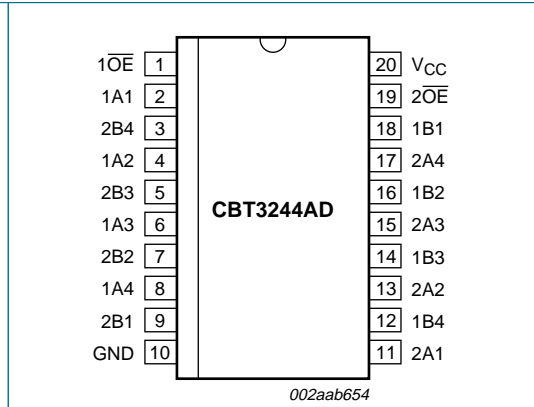 1O̅E̅ 1 20 VCC
1A1 2 19 2O̅E̅
2B4 3 18 1B1
1A2 4 17 2A4
2B3 5 16 1B2
CBT3244AD
1A3 6 15 2A3
2B2 7 14 1B3
1A4 8 13 2A2
2B1 9 12 1B4
GND 10 11 2A1
002aab654